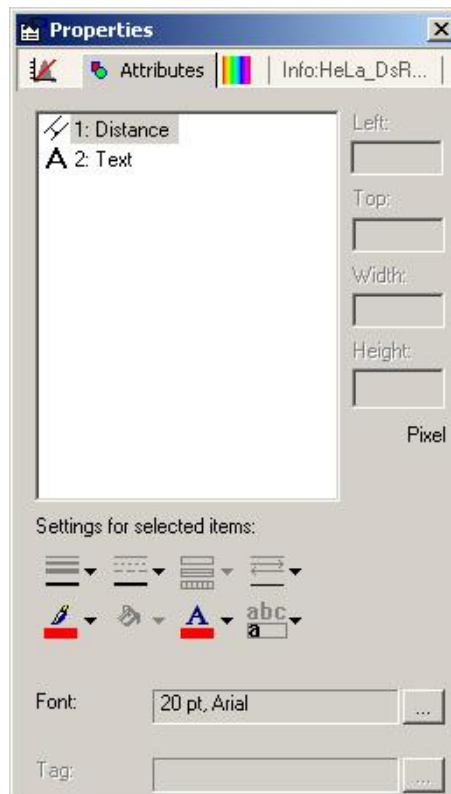 Properties
Attributes
Info:HeLa_DsR...
1: Distance
A 2: Text
Left:
Top:
Width:
Height:
Pixel
Settings for selected items:
A
abc
a
Font:
20 pt, Arial
...
Tag:
...